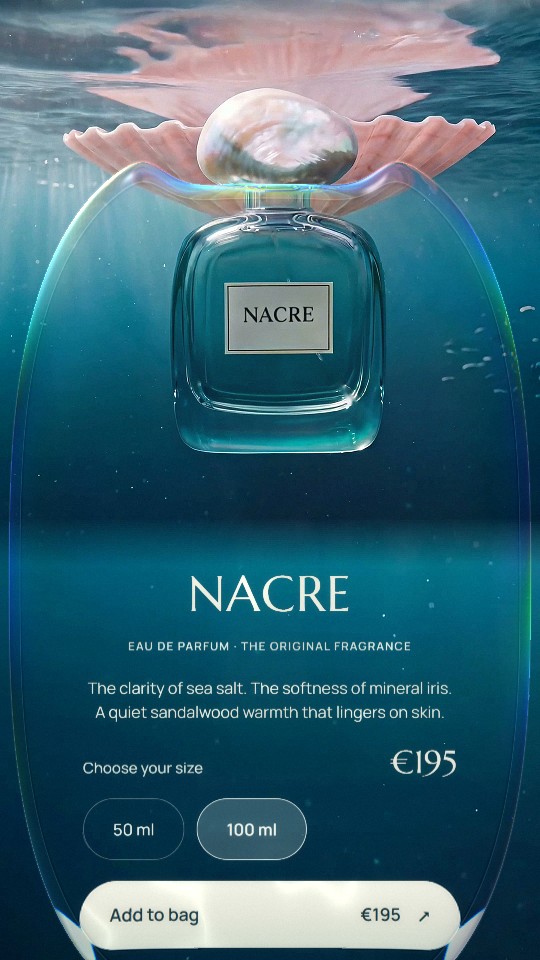 NACRE
NACRE
EAU DE PARFUM · THE ORIGINAL FRAGRANCE
The clarity of sea salt. The softness of mineral iris.
A quiet sandalwood warmth that lingers on skin.
Choose your size
€195
50 ml
100 ml
Add to bag
€195 ↗